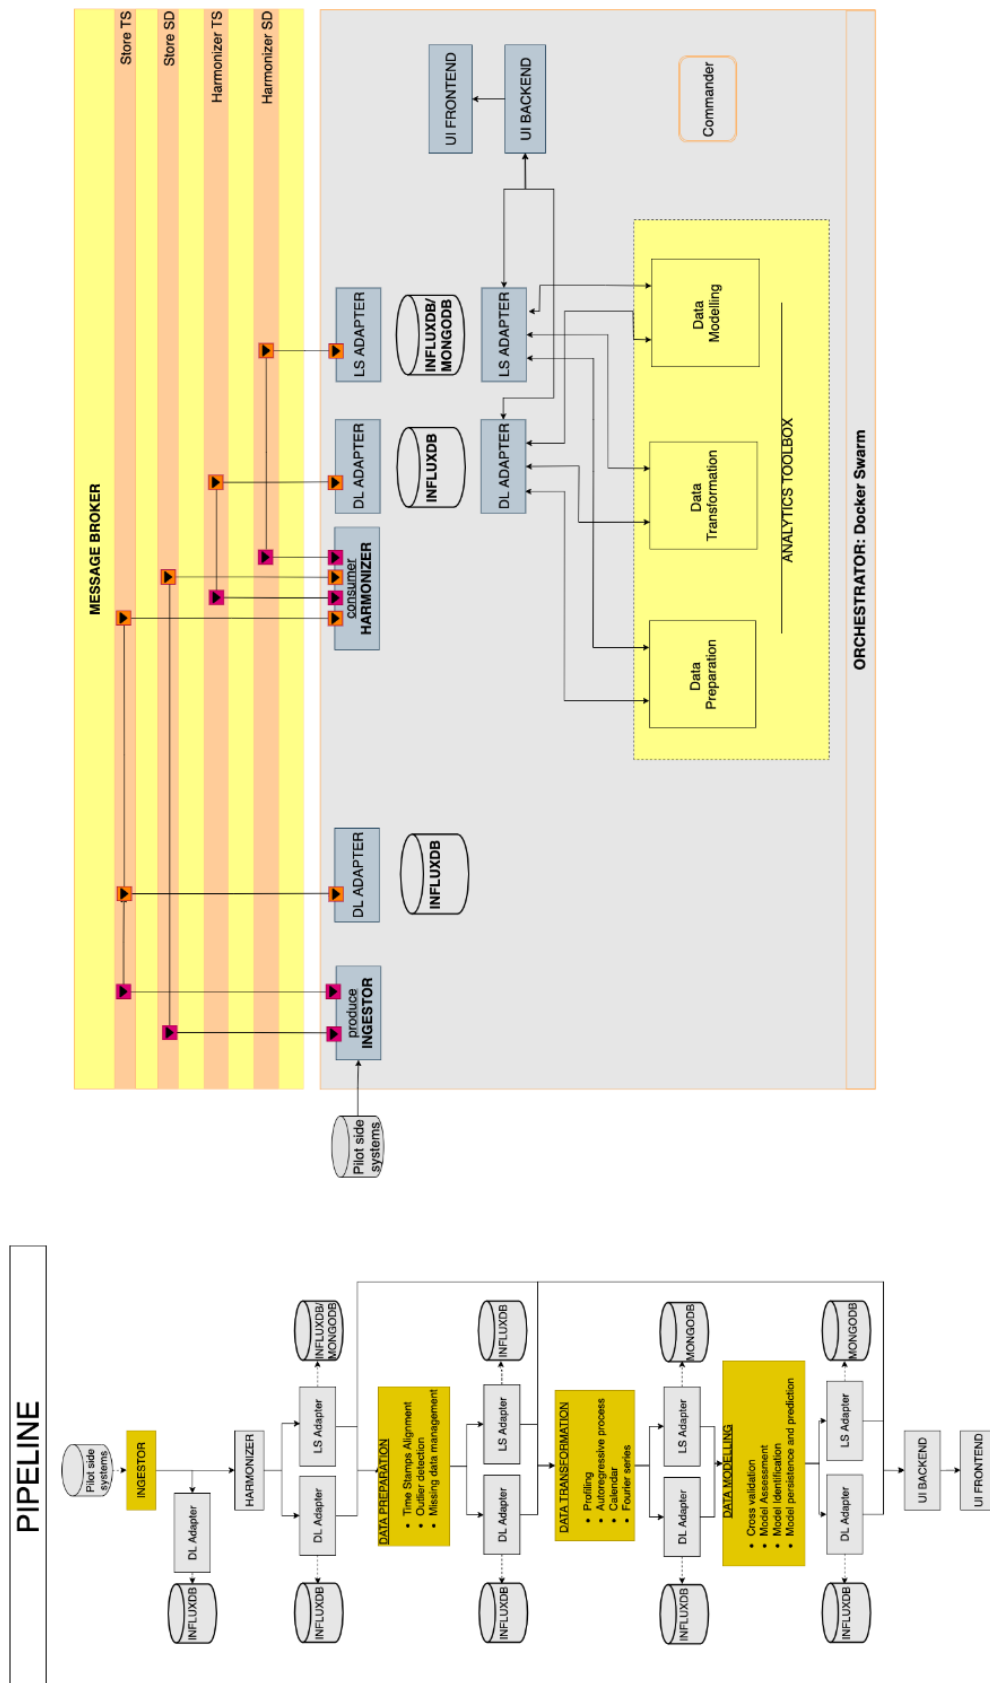 PIPELINE
Pilot side
systems
INGESTOR
DL Adapter
INFLUXDB
HARMONIZER
INFLUXDB
DL Adapter
LS Adapter
INFLUXDB/
MONGODB
DATA PREPARATION
• Time Stamps Alignment
• Outlier detection
• Missing data management
INFLUXDB
DL Adapter
LS Adapter
INFLUXDB
DATA TRANSFORMATION
• Profiling
• Autoregressive process
• Calendar
• Fourier series
INFLUXDB
DL Adapter
LS Adapter
MONGODB
DATA MODELLING
• Cross validation
• Model Assessment
• Model Identification
• Model persistence and prediction
INFLUXDB
DL Adapter
LS Adapter
MONGODB
UI BACKEND
UI FRONTEND
MESSAGE BROKER
Store TS
Store SD
Harmonizer TS
Harmonizer SD
Pilot side
systems
produce
INGESTOR
DL ADAPTER
INFLUXDB
consumer
HARMONIZER
DL ADAPTER
LS ADAPTER
INFLUXDB
INFLUXDB/
MONGODB
DL ADAPTER
LS ADAPTER
UI FRONTEND
UI BACKEND
Data
Preparation
Data
Transformation
Data
Modelling
Commander
ANALYTICS TOOLBOX
ORCHESTRATOR: Docker Swarm